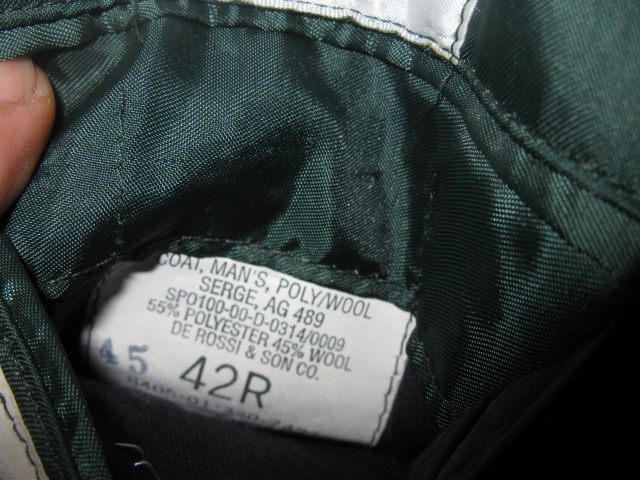 COAT, MAN'S, POLY/WOOL
SERGE, AG 489
SPO100-00-D-0314/0009
55% POLYESTER 45% WOOL
DE ROSSI & SON CO.
45 42R